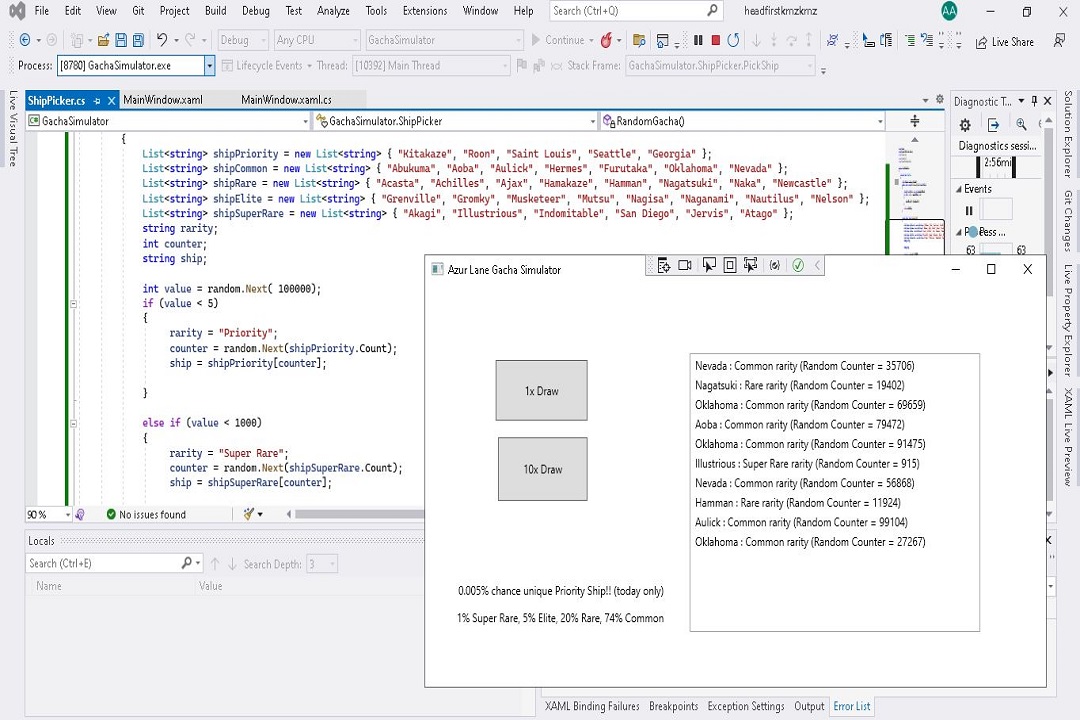 File Edit View Git Project Build Debug Test Analyze Tools Extensions Window Help Search (Ctrl+Q) headfirstkrnzkrnz AA
Debug Any CPU GachaSimulator Continue Live Share
Process: [8780] GachaSimulator.exe Lifecycle Events Thread: [10392] Main Thread Stack Frame: GachaSimulator.ShipPicker.PickShip
Live Visual Tree
ShipPicker.cs MainWindow.xaml MainWindow.xaml.cs
GachaSimulator GachaSimulator.ShipPicker RandomGacha()
{
List<string> shipPriority = new List<string> { "Kitakaze", "Roon", "Saint Louis", "Seattle", "Georgia" };
List<string> shipCommon = new List<string> { "Abukuma", "Aoba", "Aulick", "Hermes", "Furutaka", "Oklahoma", "Nevada" };
List<string> shipRare = new List<string> { "Acasta", "Achilles", "Ajax", "Hamakaze", "Hamman", "Nagatsuki", "Naka", "Newcastle" };
List<string> shipElite = new List<string> { "Grenville", "Gromky", "Musketeer", "Mutsu", "Nagisa", "Naganami", "Nautilus", "Nelson" };
List<string> shipSuperRare = new List<string> { "Akagi", "Illustrious", "Indomitable", "San Diego", "Jervis", "Atago" };
string rarity;
int counter;
string ship;
int value = random.Next( 100000);
if (value < 5)
{
rarity = "Priority";
counter = random.Next(shipPriority.Count);
ship = shipPriority[counter];
}
else if (value < 1000)
{
rarity = "Super Rare";
counter = random.Next(shipSuperRare.Count);
ship = shipSuperRare[counter];
90 % No issues found
Locals
Search (Ctrl+E) Search Depth: 3
Name Value
Azur Lane Gacha Simulator
1x Draw
10x Draw
0.005% chance unique Priority Ship!! (today only)
1% Super Rare, 5% Elite, 20% Rare, 74% Common
Nevada : Common rarity (Random Counter = 35706)
Nagatsuki : Rare rarity (Random Counter = 19402)
Oklahoma : Common rarity (Random Counter = 69659)
Aoba : Common rarity (Random Counter = 79472)
Oklahoma : Common rarity (Random Counter = 91475)
Illustrious : Super Rare rarity (Random Counter = 915)
Nevada : Common rarity (Random Counter = 56868)
Hamman : Rare rarity (Random Counter = 11924)
Aulick : Common rarity (Random Counter = 99104)
Oklahoma : Common rarity (Random Counter = 27267)
Diagnostic T...
Diagnostics sessi...
2:56mi
Events
63 63
Solution Explorer
Git Changes
Live Property Explorer
XAML Live Preview
XAML Binding Failures Breakpoints Exception Settings Output Error List